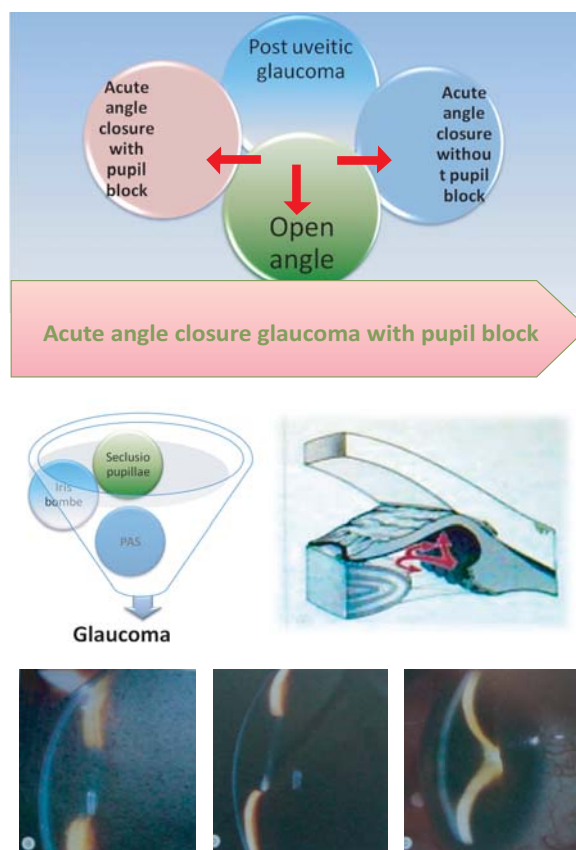 Post uveitic
glaucoma
Acute
angle
closure
with
pupil
block
Acute
angle
closure
withou
t pupil
block
Open
angle
Acute angle closure glaucoma with pupil block
Seclusio
pupillae
Iris
bombe
PAS
Glaucoma